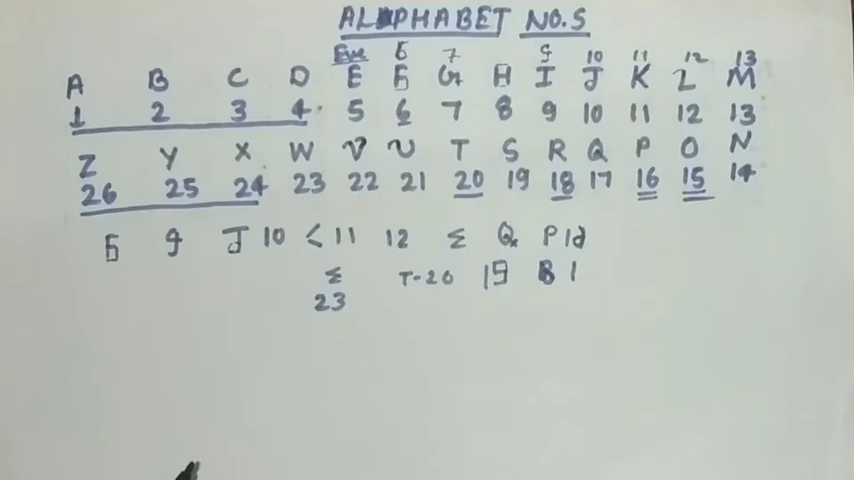 ALPHABET NO.S
Eve 6 7 9 10 11 12 13
A B C D E F G H I J K L M
1 2 3 4 5 6 7 8 9 10 11 12 13
Z Y X W V U T S R Q P O N
26 25 24 23 22 21 20 19 18 17 16 15 14
6 9 J 10 < 11 12 Σ Q P
Σ T-20 19 B 1
23